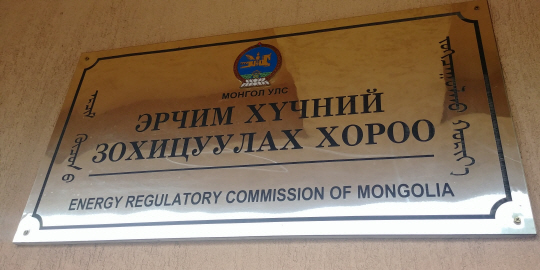 МОНГОЛ УЛС
ЭРЧИМ ХҮЧНИЙ
ЗОХИЦУУЛАХ ХОРОО
ENERGY REGULATORY COMMISSION OF MONGOLIA